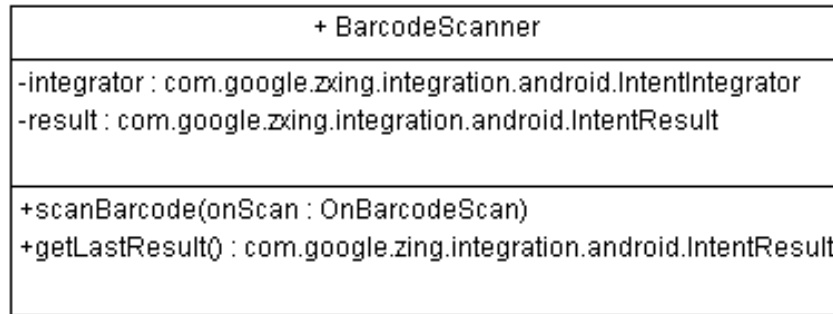 + BarcodeScanner
-integrator : com.google.zxing.integration.android.IntentIntegrator
-result : com.google.zxing.integration.android.IntentResult
+scanBarcode(onScan : OnBarcodeScan)
+getLastResult() : com.google.zing.integration.android.IntentResult